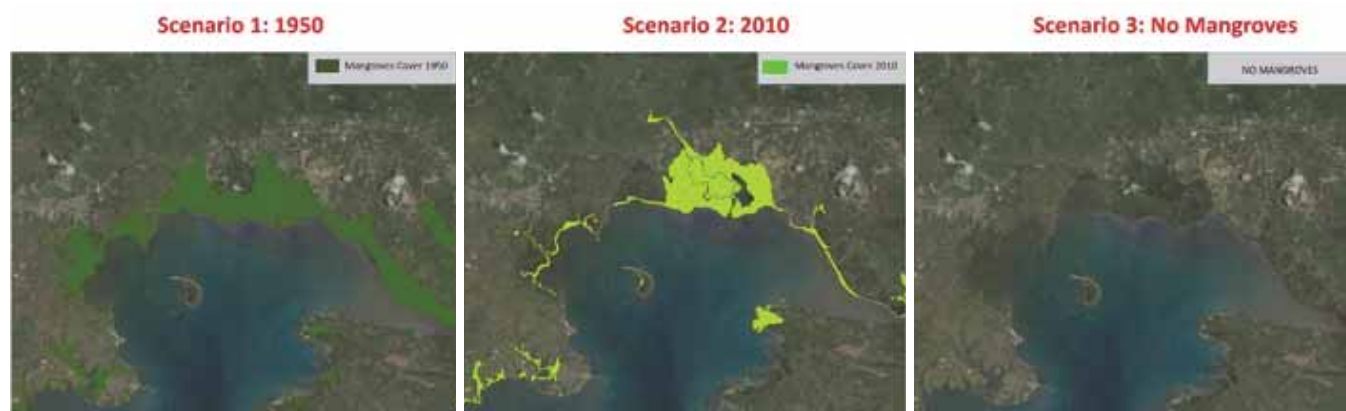 Scenario 1: 1950
Scenario 2: 2010
Scenario 3: No Mangroves
Mangroves Cover 1950
Mangroves Cover 2010
NO MANGROVES